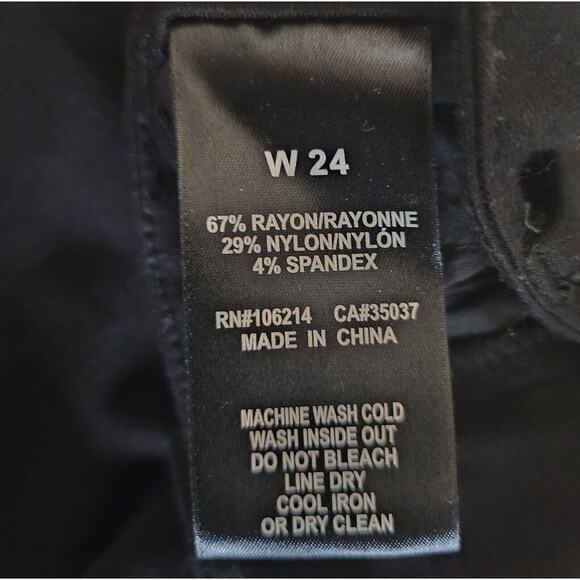 W 24
67% RAYON/RAYONNE
29% NYLON/NYLÓN
4% SPANDEX
RN#106214 CA#35037
MADE IN CHINA
MACHINE WASH COLD
WASH INSIDE OUT
DO NOT BLEACH
LINE DRY
COOL IRON
OR DRY CLEAN